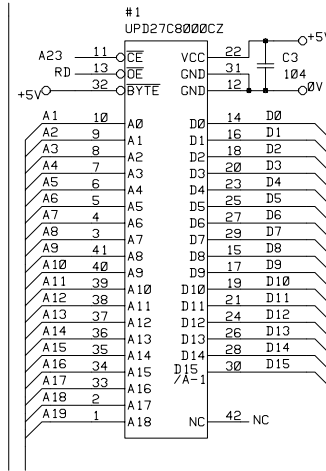 #1
UPD27C8000CZ
A23 11 CE VCC 22 +5V
RD 13 OE GND 31 C3 104
+5V 32 BYTE GND 12 0V
A1 10 A0 D0 14 D0
A2 9 A1 D1 16 D1
A3 8 A2 D2 18 D2
A4 7 A3 D3 20 D3
A5 6 A4 D4 23 D4
A6 5 A5 D5 25 D5
A7 4 A6 D6 27 D6
A8 3 A7 D7 29 D7
A9 41 A8 D8 15 D8
A10 40 A9 D9 17 D9
A11 39 A10 D10 19 D10
A12 38 A11 D11 21 D11
A13 37 A12 D12 24 D12
A14 36 A13 D13 26 D13
A15 35 A14 D14 28 D14
A16 34 A15 D15 30 D15
A17 33 A16 /A-1
A18 2 A17
A19 1 A18 NC 42 NC